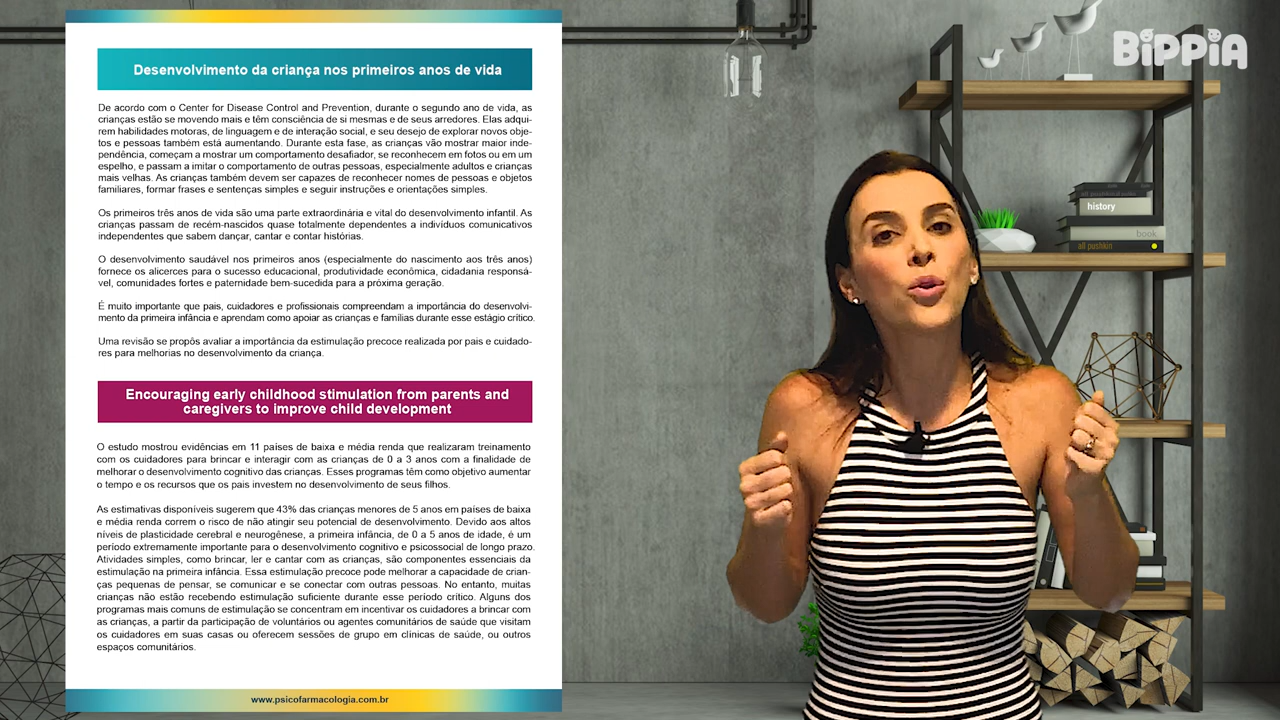 Desenvolvimento da criança nos primeiros anos de vida
De acordo com o Center for Disease Control and Prevention, durante o segundo ano de vida, as
crianças estão se movendo mais e têm consciência de si mesmas e de seus arredores. Elas adqui-
rem habilidades motoras, de linguagem e de interação social, e seu desejo de explorar novos obje-
tos e pessoas também está aumentando. Durante esta fase, as crianças vão mostrar maior inde-
pendência, começam a mostrar um comportamento desafiador, se reconhecem em fotos ou em um
espelho, e passam a imitar o comportamento de outras pessoas, especialmente adultos e crianças
mais velhas. As crianças também devem ser capazes de reconhecer nomes de pessoas e objetos
familiares, formar frases e sentenças simples e seguir instruções e orientações simples.
Os primeiros três anos de vida são uma parte extraordinária e vital do desenvolvimento infantil. As
crianças passam de recém-nascidos quase totalmente dependentes a indivíduos comunicativos
independentes que sabem dançar, cantar e contar histórias.
O desenvolvimento saudável nos primeiros anos (especialmente do nascimento aos três anos)
fornece os alicerces para o sucesso educacional, produtividade econômica, cidadania responsá-
vel, comunidades fortes e paternidade bem-sucedida para a próxima geração.
É muito importante que pais, cuidadores e profissionais compreendam a importância do desenvolvi-
mento da primeira infância e aprendam como apoiar as crianças e famílias durante esse estágio crítico.
Uma revisão se propôs avaliar a importância da estimulação precoce realizada por pais e cuidado-
res para melhorias no desenvolvimento da criança.
Encouraging early childhood stimulation from parents and
caregivers to improve child development
O estudo mostrou evidências em 11 países de baixa e média renda que realizaram treinamento
com os cuidadores para brincar e interagir com as crianças de 0 a 3 anos com a finalidade de
melhorar o desenvolvimento cognitivo das crianças. Esses programas têm como objetivo aumentar
o tempo e os recursos que os pais investem no desenvolvimento de seus filhos.
As estimativas disponíveis sugerem que 43% das crianças menores de 5 anos em países de baixa
e média renda correm o risco de não atingir seu potencial de desenvolvimento. Devido aos altos
níveis de plasticidade cerebral e neurogênese, a primeira infância, de 0 a 5 anos de idade, é um
período extremamente importante para o desenvolvimento cognitivo e psicossocial de longo prazo.
Atividades simples, como brincar, ler e cantar com as crianças, são componentes essenciais da
estimulação na primeira infância. Essa estimulação precoce pode melhorar a capacidade de crian-
ças pequenas de pensar, se comunicar e se conectar com outras pessoas. No entanto, muitas
crianças não estão recebendo estimulação suficiente durante esse período crítico. Alguns dos
programas mais comuns de estimulação se concentram em incentivar os cuidadores a brincar com
as crianças, a partir da participação de voluntários ou agentes comunitários de saúde que visitam
os cuidadores em suas casas ou oferecem sessões de grupo em clínicas de saúde, ou outros
espaços comunitários.
www.psicofarmacologia.com.br
BiPPiA
history
book.
all pushkin